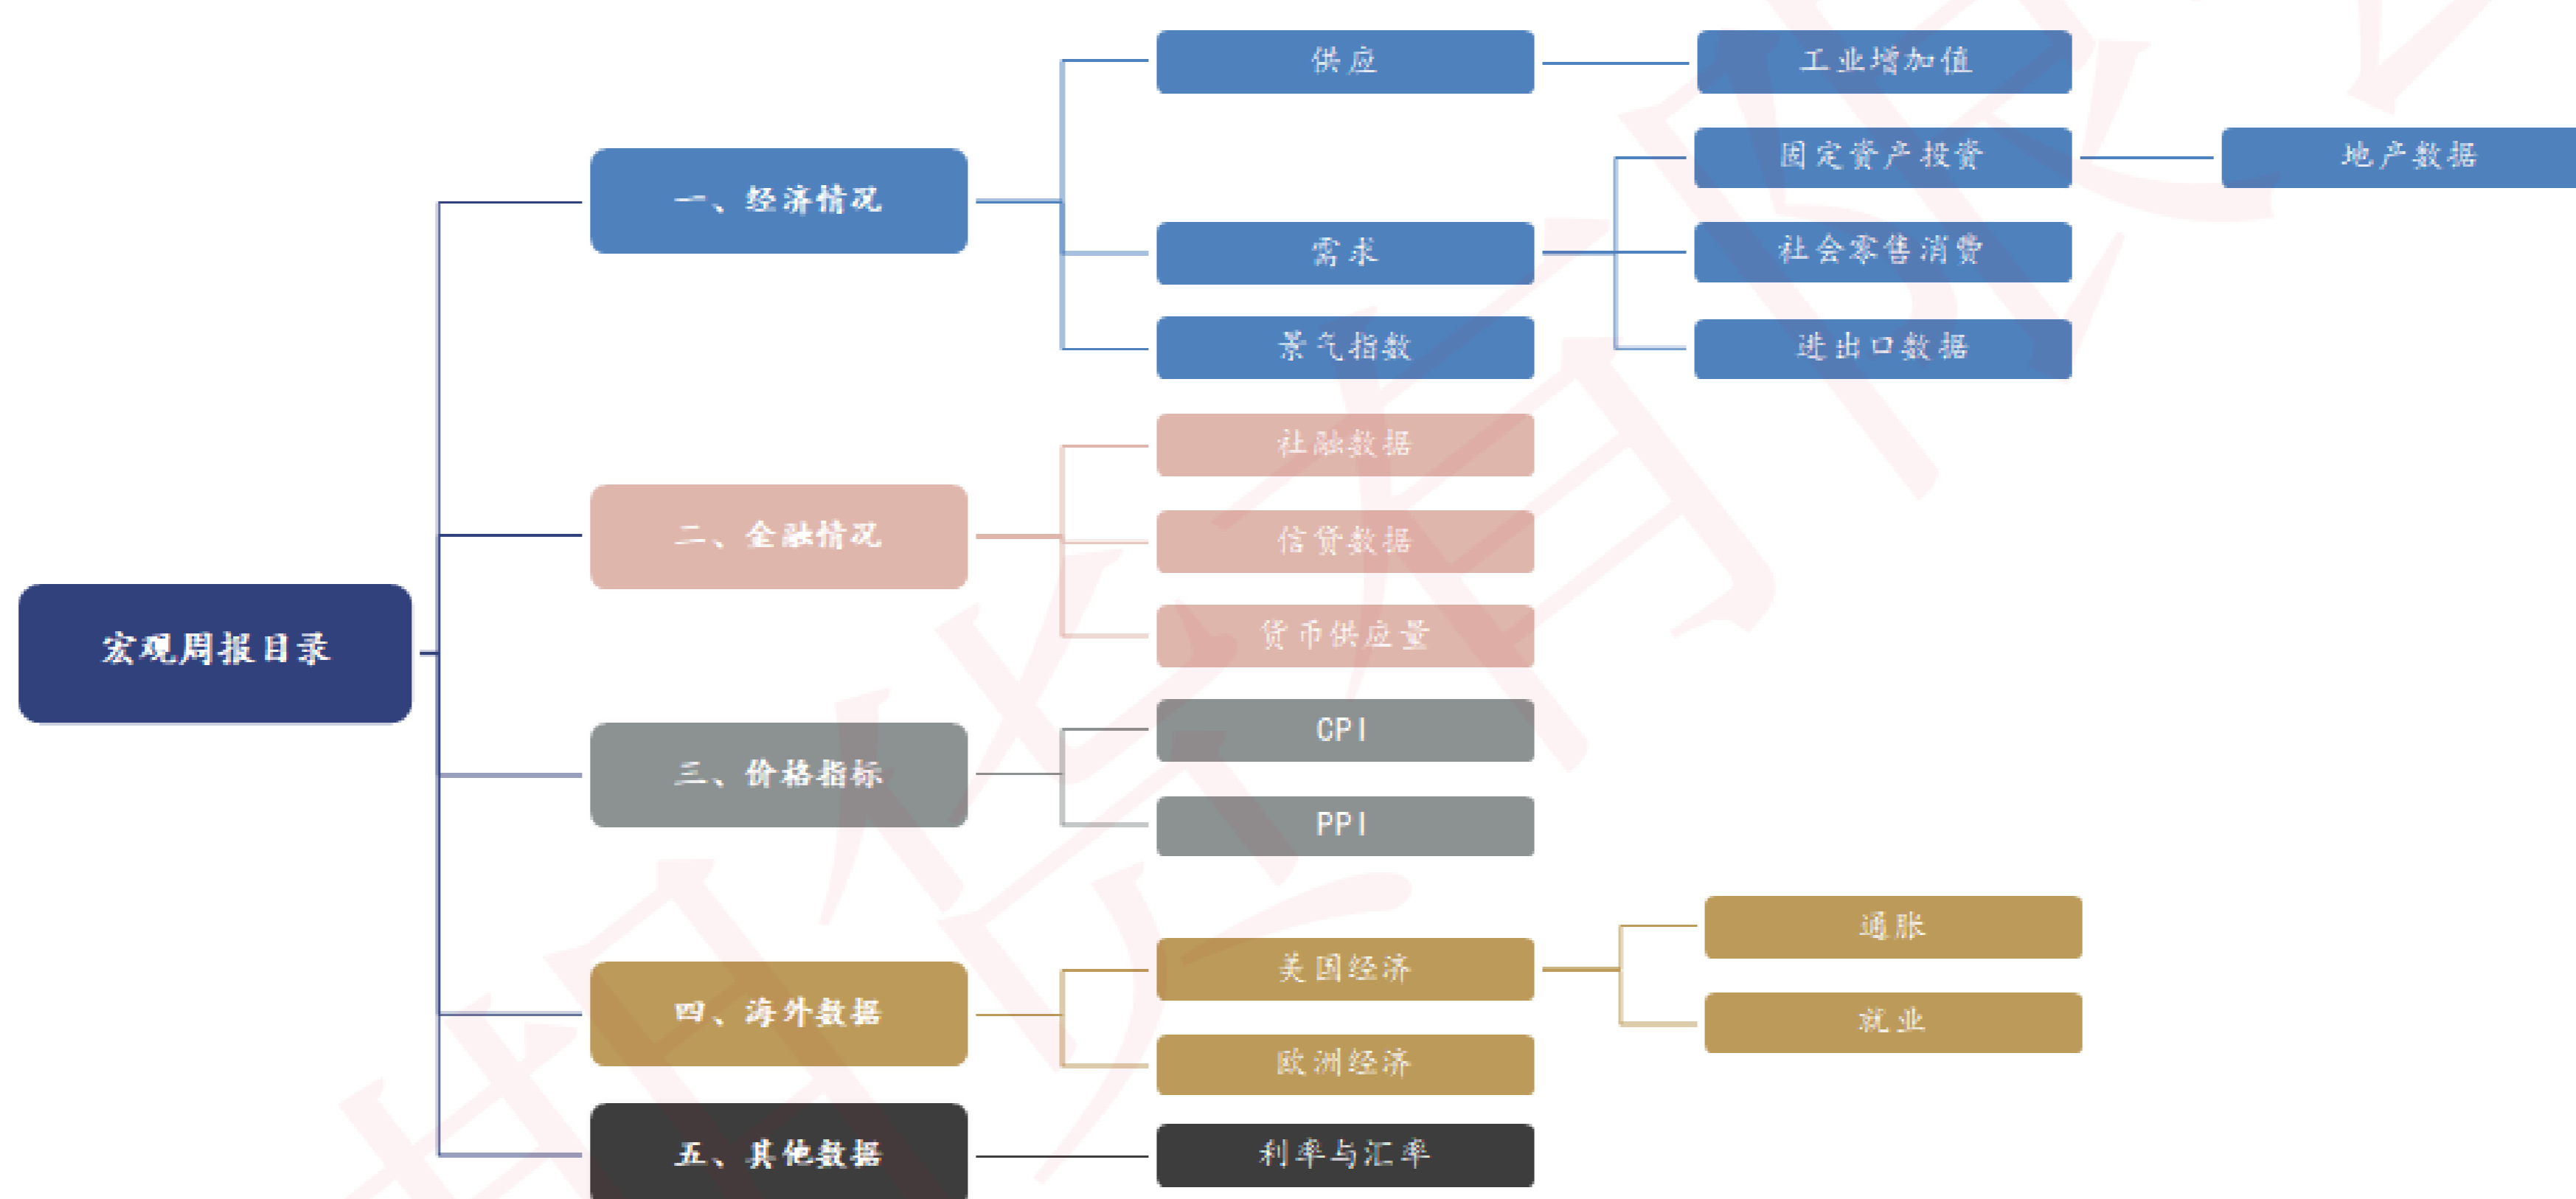 宏观周报目录
一、经济情况
供应
工业增加值
需求
固定资产投资
地产数据
社会零售消费
进出口数据
景气指数
二、金融情况
社融数据
信贷数据
货币供应量
三、价格指标
CPI
PPI
四、海外数据
美国经济
通胀
就业
欧洲经济
五、其他数据
利率与汇率